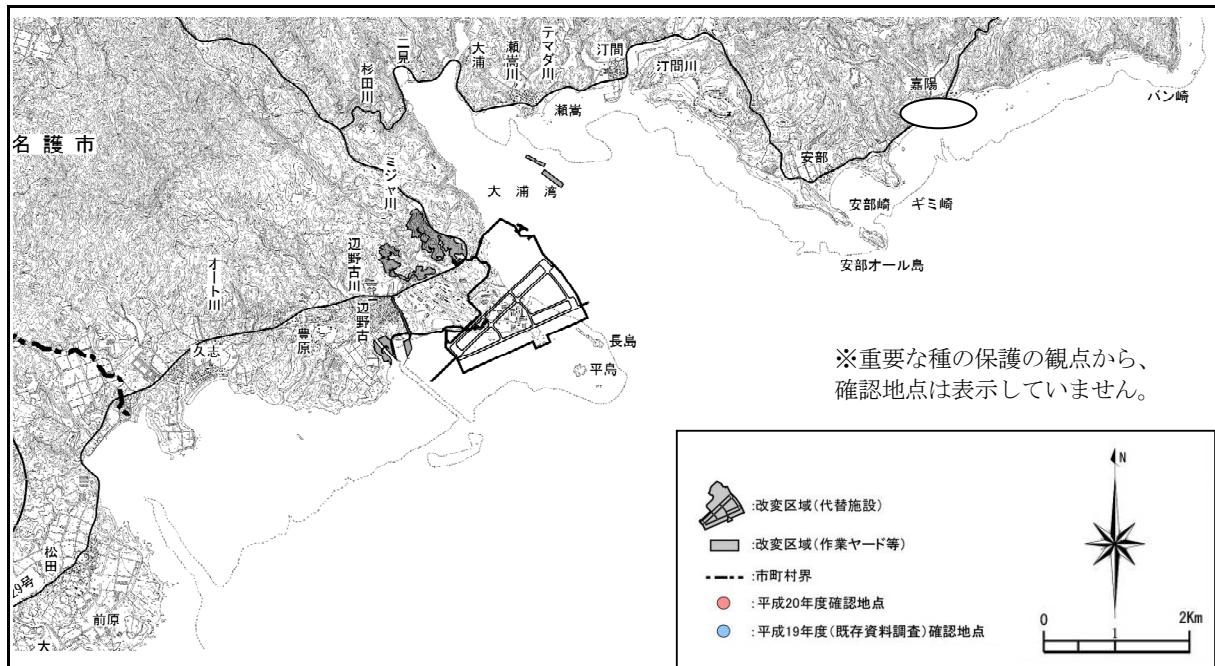 名護市
二見
杉田川
大浦
瀬嵩川
テマダ川
汀間
汀間川
瀬嵩
嘉陽
バン崎
安部
安部崎
ギミ崎
安部オール島
大浦湾
ミジャ川
辺野古川
辺野古
オート川
久志
豊原
長島
平島
松田
前原
29号
大
※重要な種の保護の観点から、
確認地点は表示していません。
:改変区域(代替施設)
:改変区域(作業ヤード等)
:市町村界
:平成20年度確認地点
:平成19年度(既存資料調査)確認地点
N
0 1 2Km